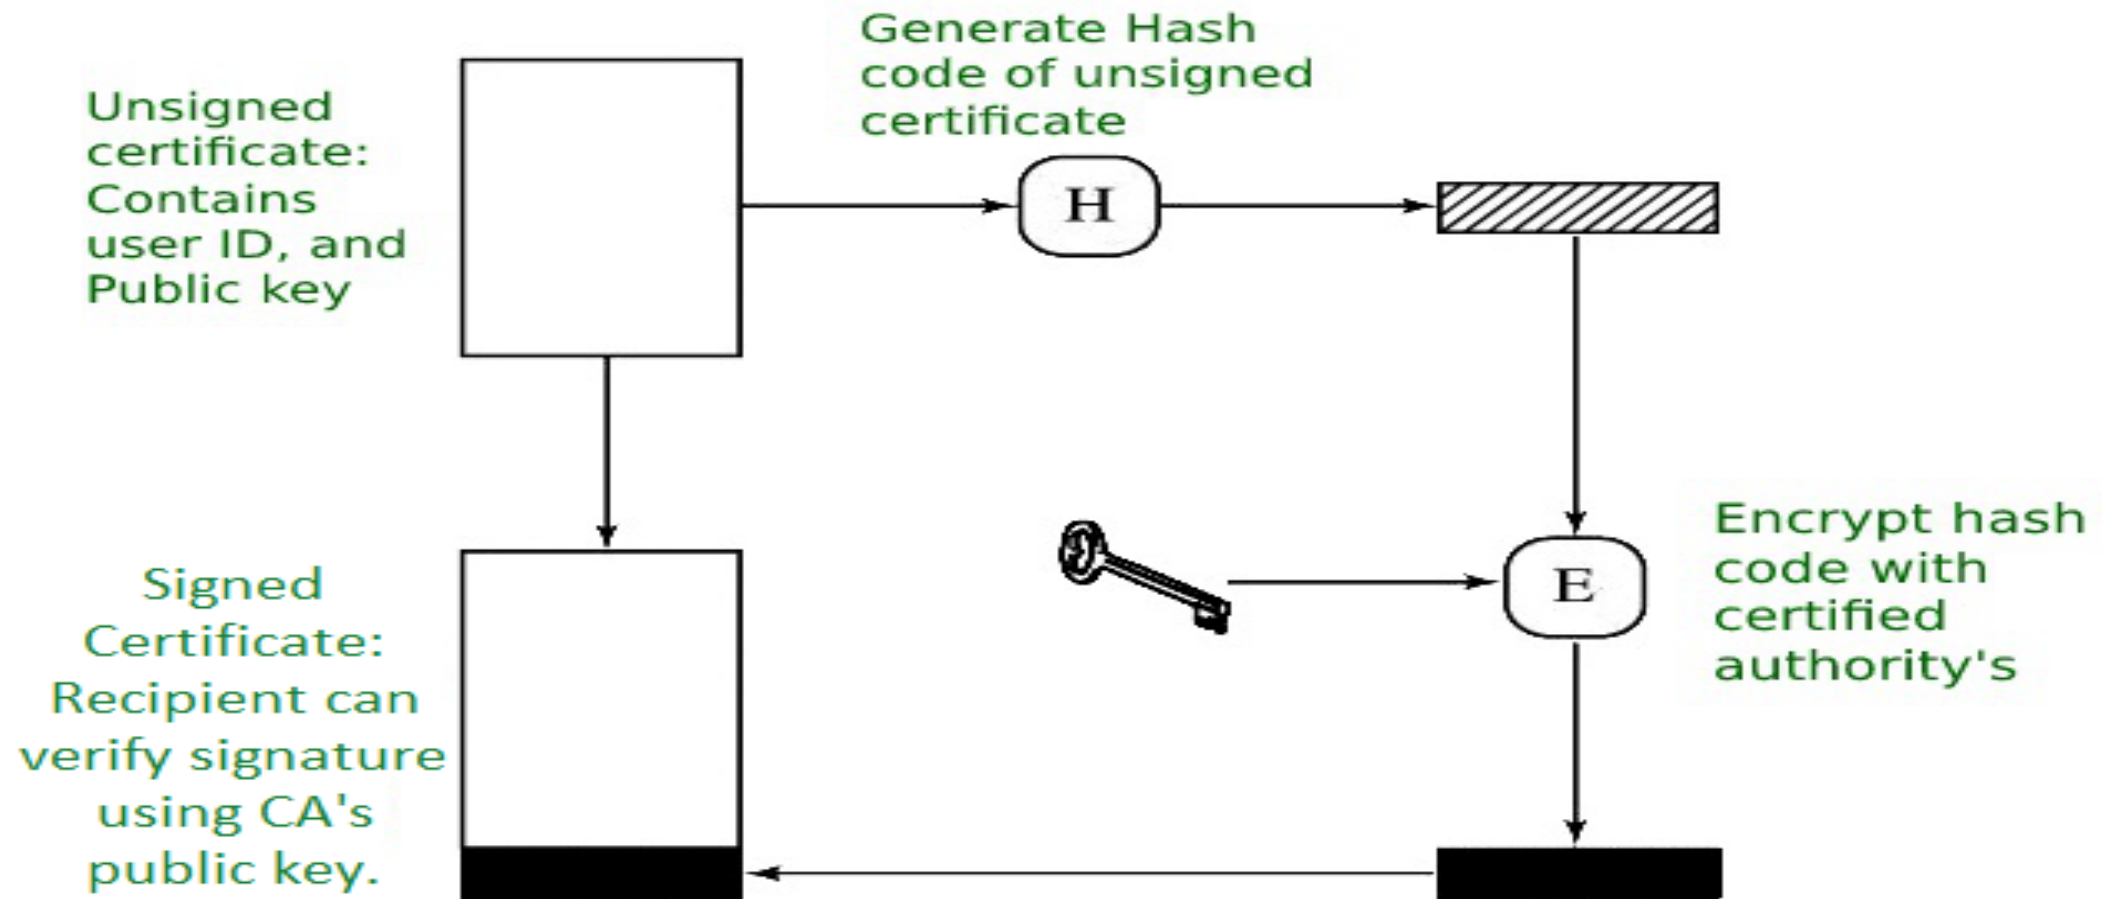 Unsigned
certificate:
Contains
user ID, and
Public key
Generate Hash
code of unsigned
certificate
H
Encrypt hash
code with
certified
authority's
E
Signed
Certificate:
Recipient can
verify signature
using CA's
public key.